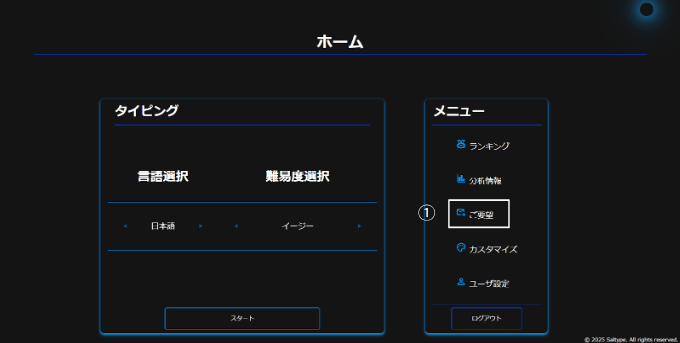 ホーム
タイピング
言語選択 難易度選択
日本語 イージー
スタート
メニュー
ランキング
分析情報
① ご要望
カスタマイズ
ユーザ設定
ログアウト
© 2025 Saltype. All rights reserved.